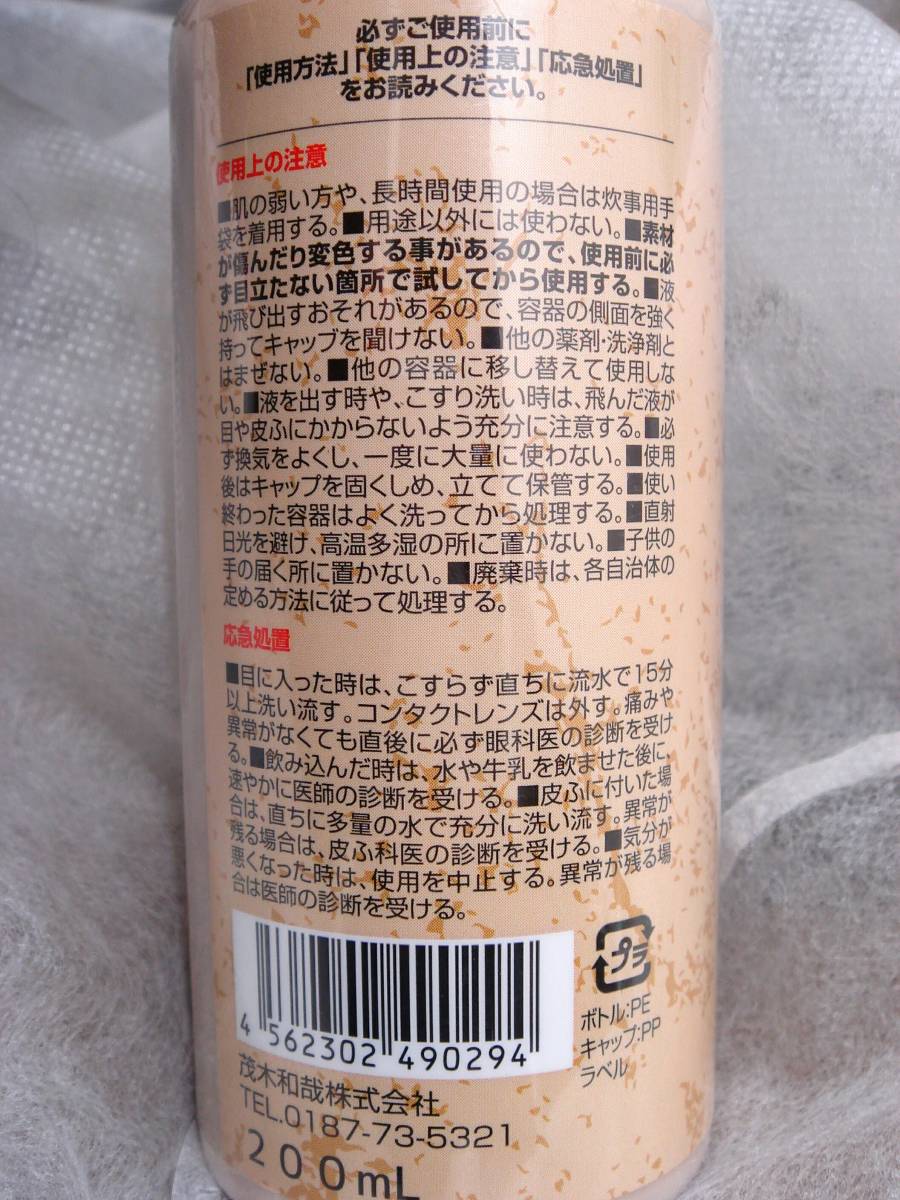 必ずご使用前に
「使用方法」「使用上の注意」「応急処置」
をお読みください。
使用上の注意
■肌の弱い方や、長時間使用の場合は炊事用手
袋を着用する。■用途以外には使わない。■素材
が傷んだり変色する事があるので、使用前に必
ず目立たない箇所で試してから使用する。■液
が飛び出すおそれがあるので、容器の側面を強く
持ってキャップを聞けない。■他の薬剤・洗浄剤と
はまぜない。■他の容器に移し替えて使用しな
い。■液を出す時や、こすり洗い時は、飛んだ液が
目や皮ふにかからないよう充分に注意する。■必
ず換気をよくし、一度に大量に使わない。■使用
後はキャップを固くしめ、立てて保管する。■使い
終わった容器はよく洗ってから処理する。■直射
日光を避け、高温多湿の所に置かない。■子供の
手の届く所に置かない。■廃棄時は、各自治体の
定める方法に従って処理する。
応急処置
■目に入った時は、こすらず直ちに流水で15分
以上洗い流す。コンタクトレンズは外す。痛みや
異常がなくても直後に必ず眼科医の診断を受け
る。■飲み込んだ時は、水や牛乳を飲ませた後に、
速やかに医師の診断を受ける。■皮ふに付いた場
合は、直ちに多量の水で充分に洗い流す。異常が
残る場合は、皮ふ科医の診断を受ける。■気分が
悪くなった時は、使用を中止する。異常が残る場
合は医師の診断を受ける。
4 562302 490294
プラ
ボトル:PE
キャップ:PP
ラベル
茂木和哉株式会社
TEL.0187-73-5321
200mL